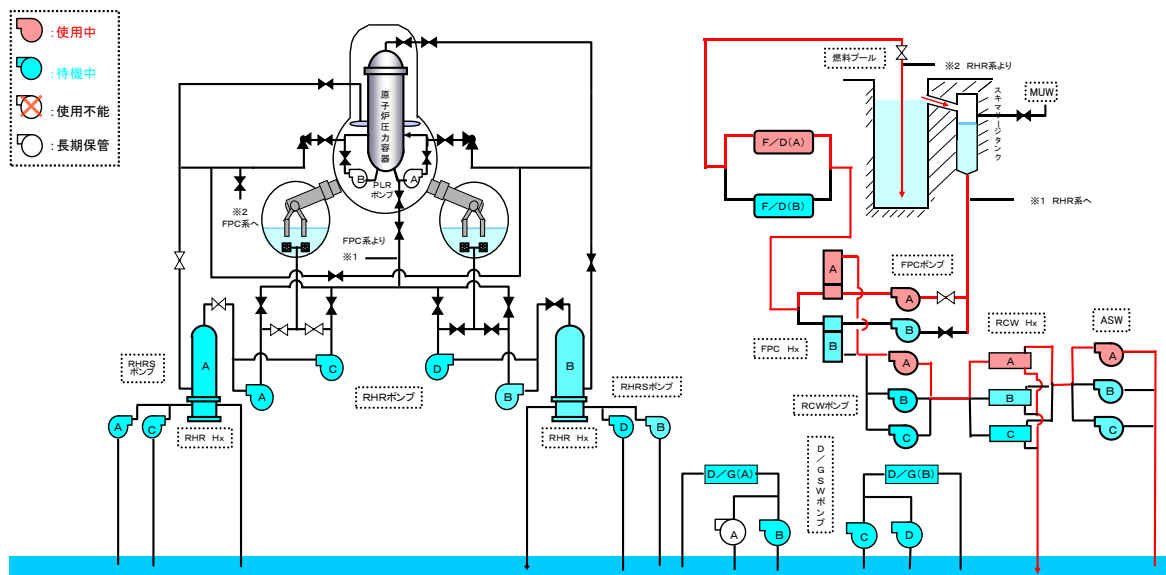 :使用中
:待機中
:使用不能
:長期保管
原子炉圧力容器
B
A
PLR
ポンプ
※2
FPC系へ
FPC系より
※1
A
C
D
B
A
B
RHRS
ポンプ
A
C
RHR Hx
RHRポンプ
RHR Hx
RHRSポンプ
D
B
燃料プール
※2 RHR系より
スキマサージタンク
MUW
※1 RHR系へ
F/D(A)
F/D(B)
A
B
FPC Hx
FPCポンプ
A
B
RCWポンプ
A
B
C
RCW Hx
A
B
C
ASW
A
B
C
D/GSWポンプ
D/G(A)
A
B
D/G(B)
C
D